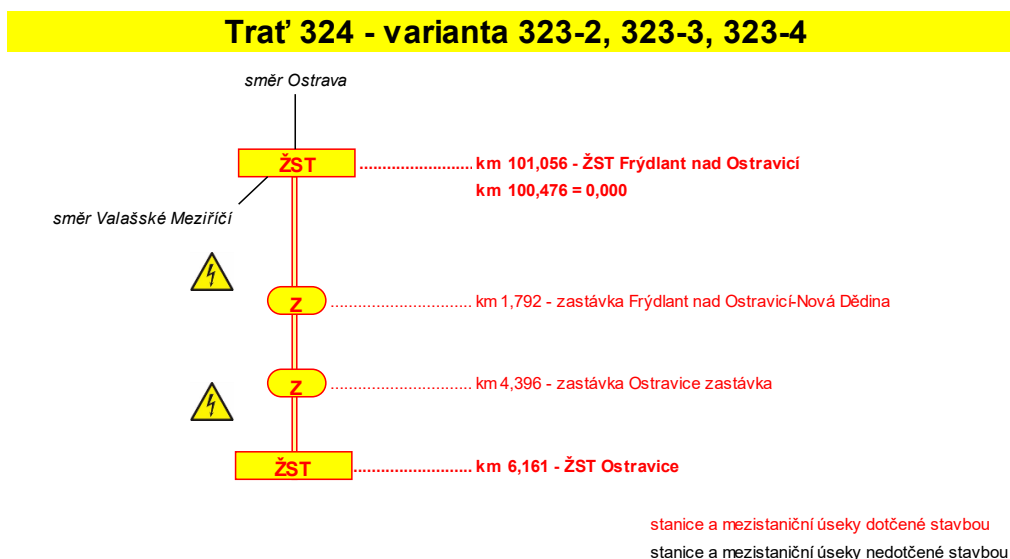 Trať 324 - varianta 323-2, 323-3, 323-4
směr Ostrava
ŽST ........................ km 101,056 - ŽST Frýdlant nad Ostravicí
km 100,476 = 0,000
směr Valašské Meziříčí
Z ............................... km 1,792 - zastávka Frýdlant nad Ostravicí-Nová Dědina
Z ............................... km 4,396 - zastávka Ostravice zastávka
ŽST ......................... km 6,161 - ŽST Ostravice
stanice a mezistaniční úseky dotčené stavbou
stanice a mezistaniční úseky nedotčené stavbou